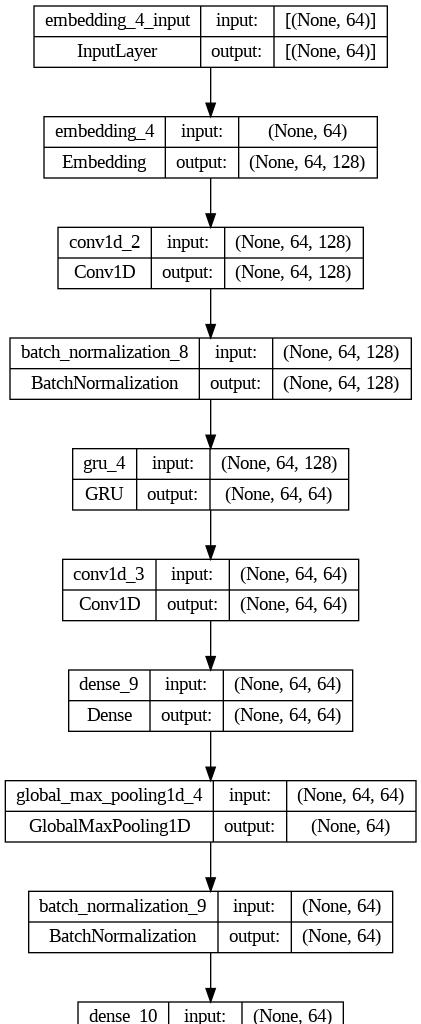 embedding_4_input input: [(None, 64)]
InputLayer output: [(None, 64)]
embedding_4 input: (None, 64)
Embedding output: (None, 64, 128)
conv1d_2 input: (None, 64, 128)
Conv1D output: (None, 64, 128)
batch_normalization_8 input: (None, 64, 128)
BatchNormalization output: (None, 64, 128)
gru_4 input: (None, 64, 128)
GRU output: (None, 64, 64)
conv1d_3 input: (None, 64, 64)
Conv1D output: (None, 64, 64)
dense_9 input: (None, 64, 64)
Dense output: (None, 64, 64)
global_max_pooling1d_4 input: (None, 64, 64)
GlobalMaxPooling1D output: (None, 64)
batch_normalization_9 input: (None, 64)
BatchNormalization output: (None, 64)
dense_10 input: (None, 64)